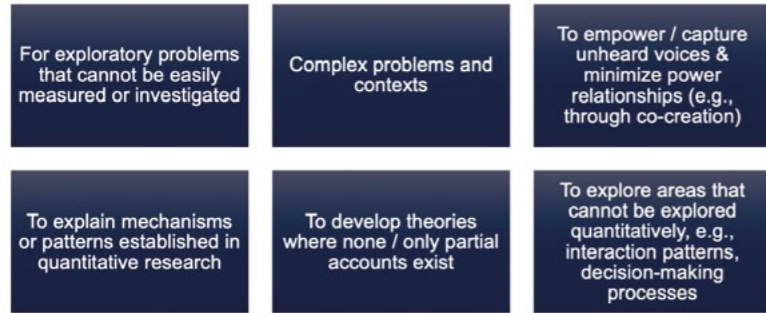 For exploratory problems
that cannot be easily
measured or investigated
Complex problems and
contexts
To empower / capture
unheard voices &
minimize power
relationships (e.g.,
through co-creation)
To explain mechanisms
or patterns established in
quantitative research
To develop theories
where none / only partial
accounts exist
To explore areas that
cannot be explored
quantitatively, e.g.,
interaction patterns,
decision-making
processes